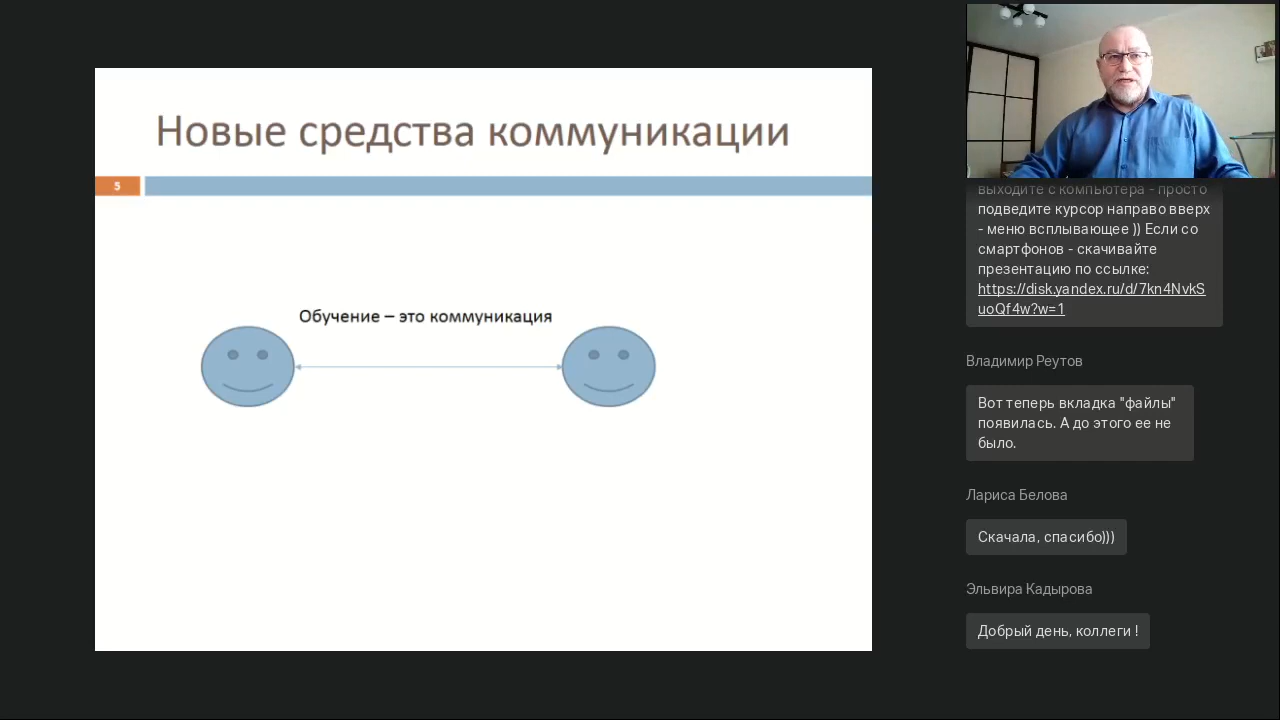 Новые средства коммуникации
5
Обучение – это коммуникация
выходите с компьютера - просто
подведите курсор направо вверх
- меню всплывающее )) Если со
смартфонов - скачивайте
презентацию по ссылке:
https://disk.yandex.ru/d/7kn4NvkS
uoQf4w?w=1
Владимир Реутов
Вот теперь вкладка "файлы"
появилась. А до этого ее не
было.
Лариса Белова
Скачала, спасибо)))
Эльвира Кадырова
Добрый день, коллеги !